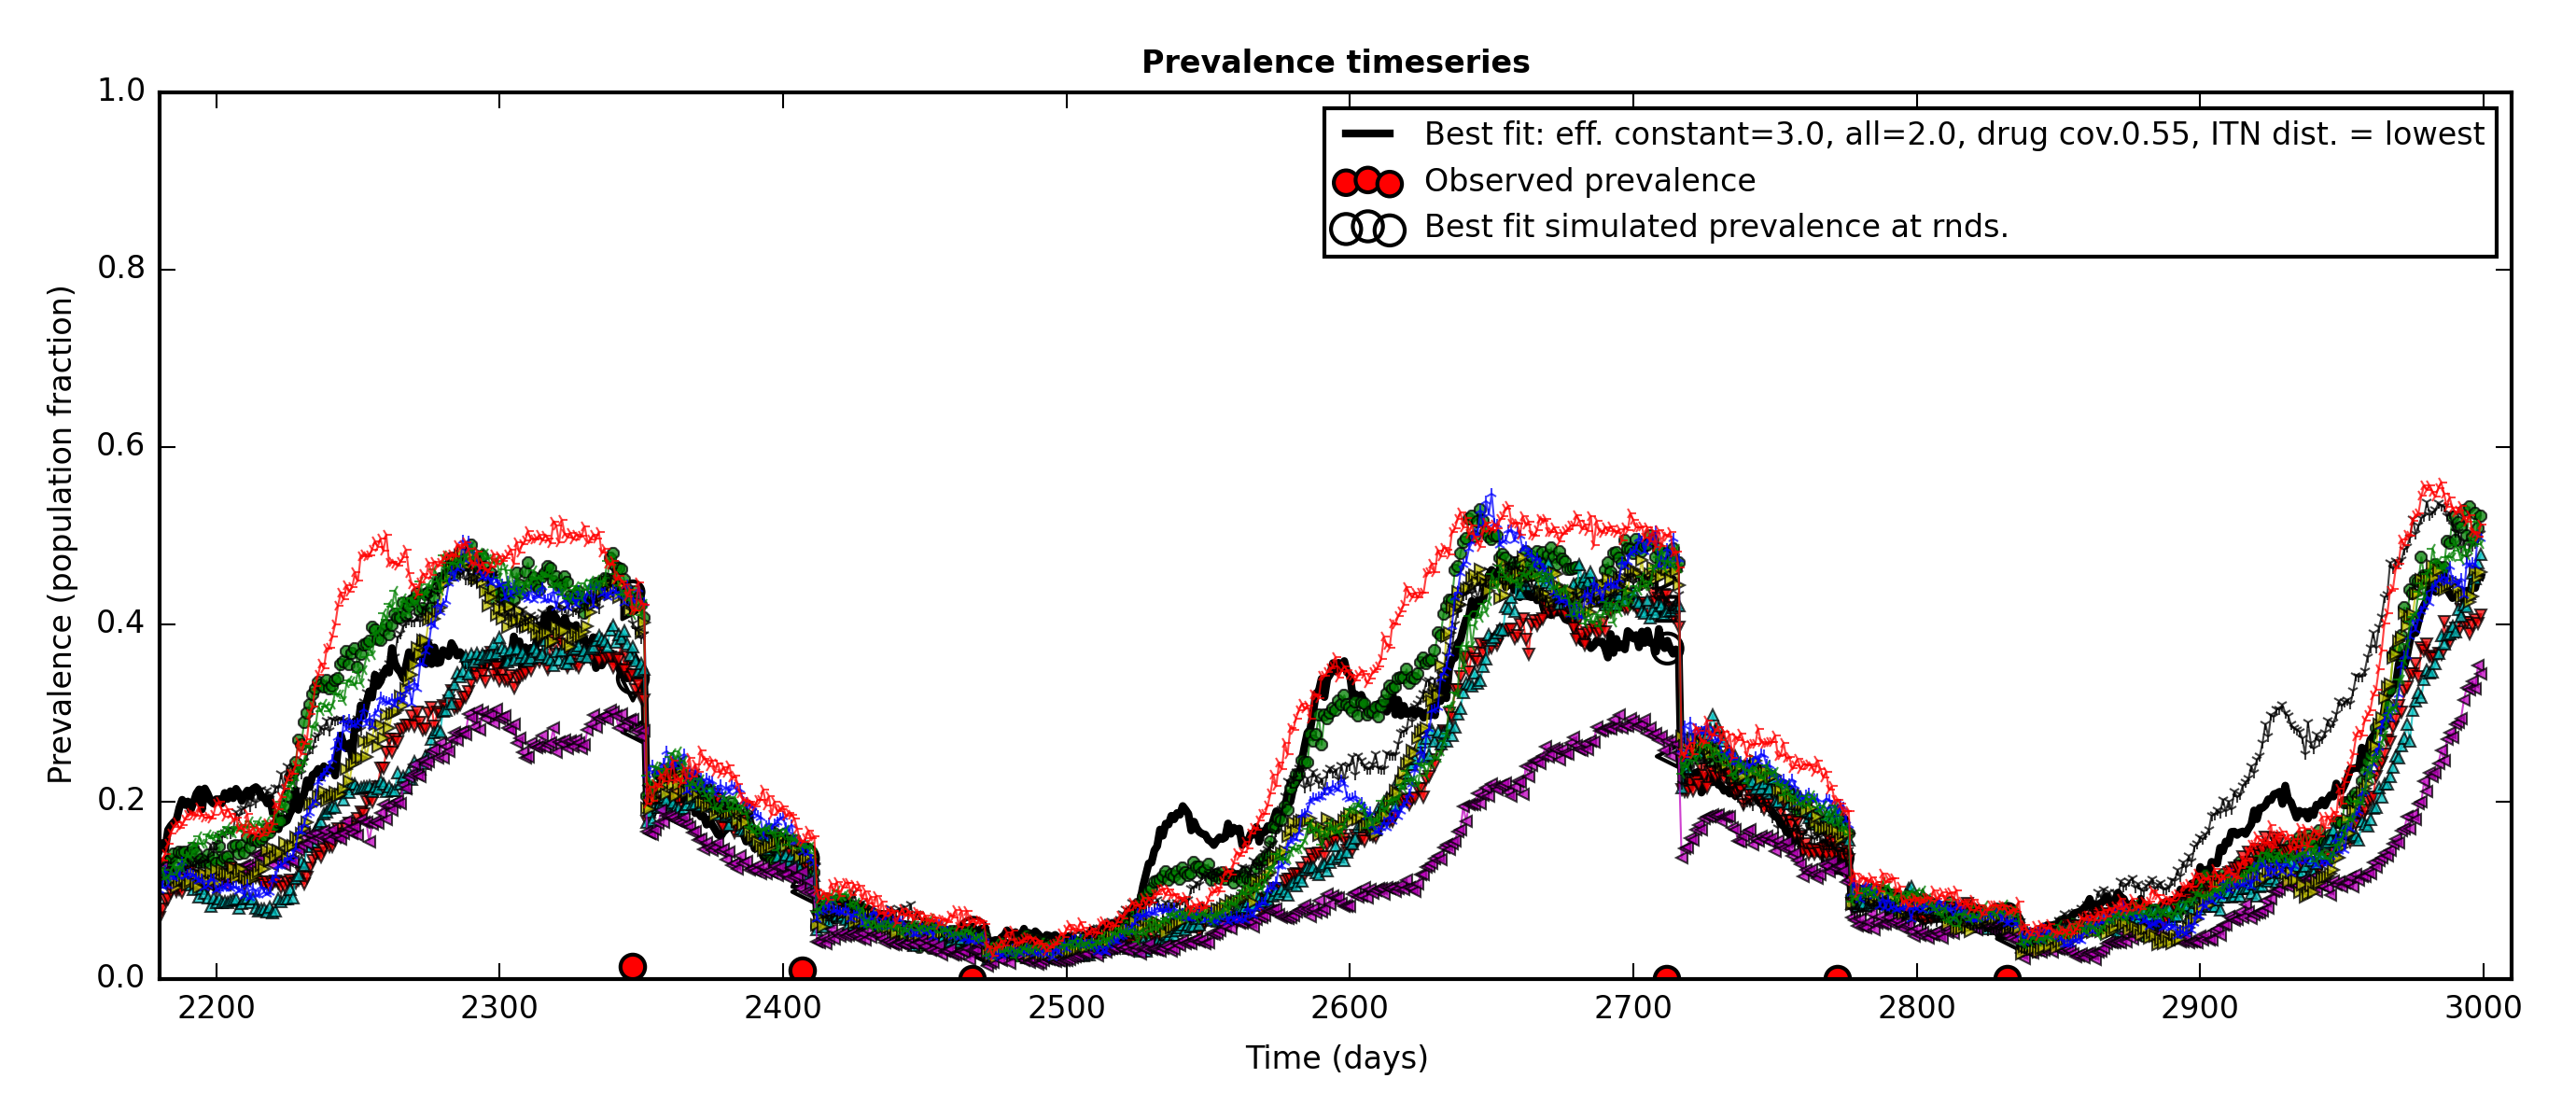 Prevalence timeseries
Best fit: eff. constant=3.0, all=2.0, drug cov.0.55, ITN dist. = lowest
Observed prevalence
Best fit simulated prevalence at rnds.
Prevalence (population fraction)
1.0
0.8
0.6
0.4
0.2
0.0
2200 2300 2400 2500 2600 2700 2800 2900 3000
Time (days)